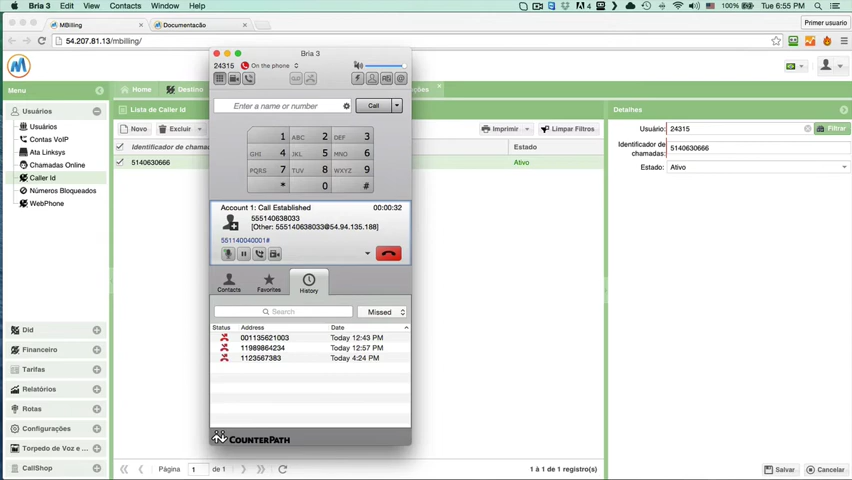 Bria 3 File Edit View Contacts Window Help
4 100% Tue 6:55 PM
MBilling
Documentacão
Primer usuario
54.207.81.13/mbilling/
Bria 3
24315 On the phone
Menu
Home
Destino
Usuários
Usuários
Contas VoIP
Ata Linksys
Chamadas Online
Caller Id
Números Bloqueados
WebPhone
Did
Financeiro
Tarifas
Relatórios
Rotas
Configurações
Torpedo de Voz e ...
CallShop
Lista de Caller Id
Novo
Excluir
Imprimir
Limpar Filtros
Identificador de chama
Estado
5140630666
Ativo
Enter a name or number
Call
1 ABC 2 DEF 3
GHI 4 JKL 5 MNO 6
PQRS 7 TUV 8 WXYZ 9
* 0 #
Account 1: Call Established 00:00:32
555140638033
[Other: 555140638033@54.94.135.188]
551140040001#
Contacts
Favorites
History
Search
Missed
Status Address Date
001135621003 Today 12:43 PM
11989864234 Today 12:57 PM
1123567383 Today 4:24 PM
COUNTERPATH
Detalhes
Usuário: 24315
Filtrar
Identificador de chamadas: 5140630666
Estado: Ativo
Página 1 de 1
1 à 1 de 1 registro(s)
Salvar
Cancelar